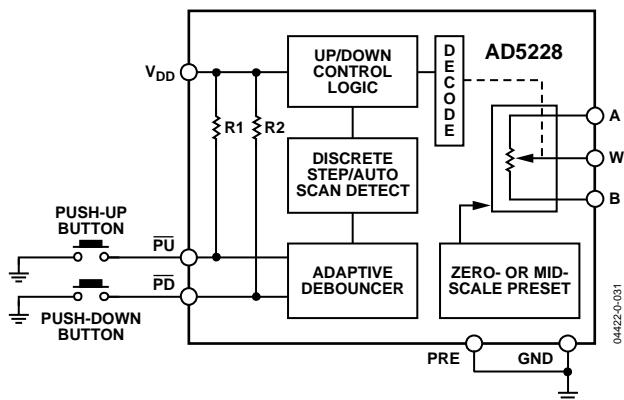 UP/DOWN
CONTROL
LOGIC
DECODE
AD5228
VDD
R1
R2
A
W
B
DISCRETE
STEP/AUTO
SCAN DETECT
PUSH-UP
BUTTON
PU
ADAPTIVE
DEBOUNCER
ZERO- OR MID-
SCALE PRESET
PD
PUSH-DOWN
BUTTON
PRE
GND
04422-0-031